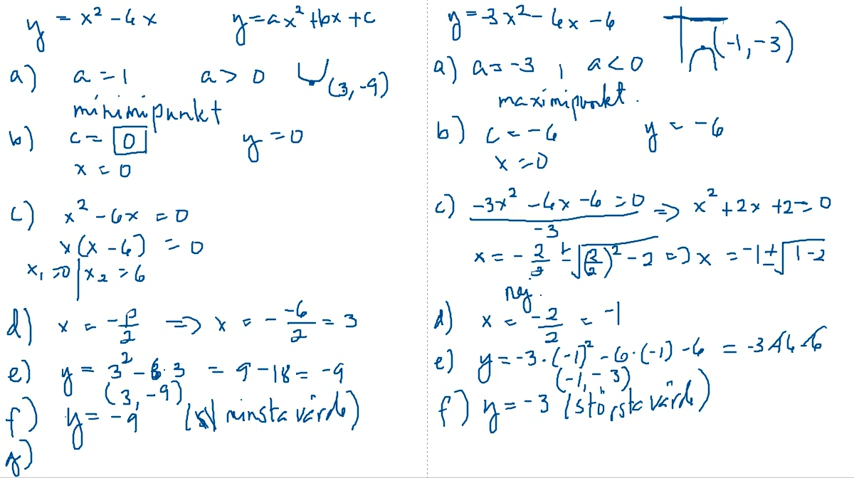 y = x² - 6x y = ax² + bx + c
a) a = 1 a > 0 (3, -9)
minimipunkt
b) c = 0 y = 0
x = 0
c) x² - 6x = 0
x(x - 6) = 0
x₁ = 0 | x₂ = 6
d) x = -p/2 => x = - -6/2 = 3
e) y = 3² - 6·3 = 9 - 18 = -9
(3, -9)
f) y = -9 (minsta värde)
g)
y = -3x² - 6x - 6
(-1, -3)
a) a = -3, a < 0
maximipunkt.
b) c = -6 y = -6
x = 0
c) -3x² - 6x - 6 = 0 / -3 => x² + 2x + 2 = 0
x = - 2/2 ± √(2/2)² - 2 => x = -1 ± √1 - 2
nej.
d) x = -2/2 = -1
e) y = -3·(-1)² - 6·(-1) - 6 = -3 + 6 - 6
(-1, -3)
f) y = -3 (största värde)